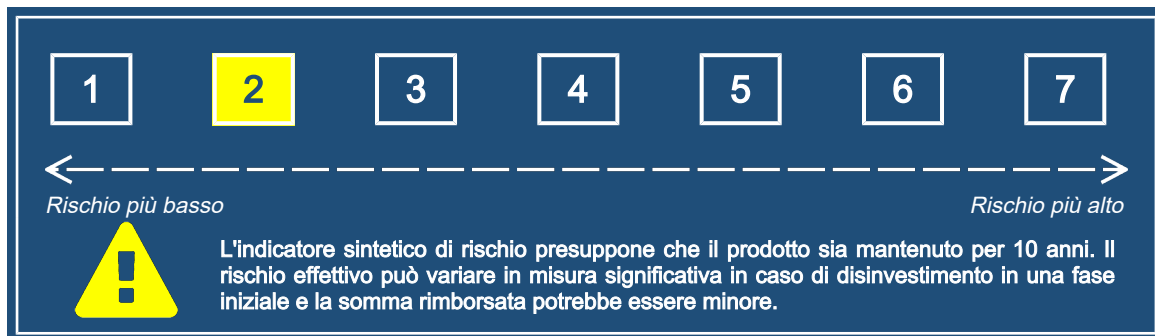 1 2 3 4 5 6 7
Rischio più basso Rischio più alto
L'indicatore sintetico di rischio presuppone che il prodotto sia mantenuto per 10 anni. Il
rischio effettivo può variare in misura significativa in caso di disinvestimento in una fase
iniziale e la somma rimborsata potrebbe essere minore.